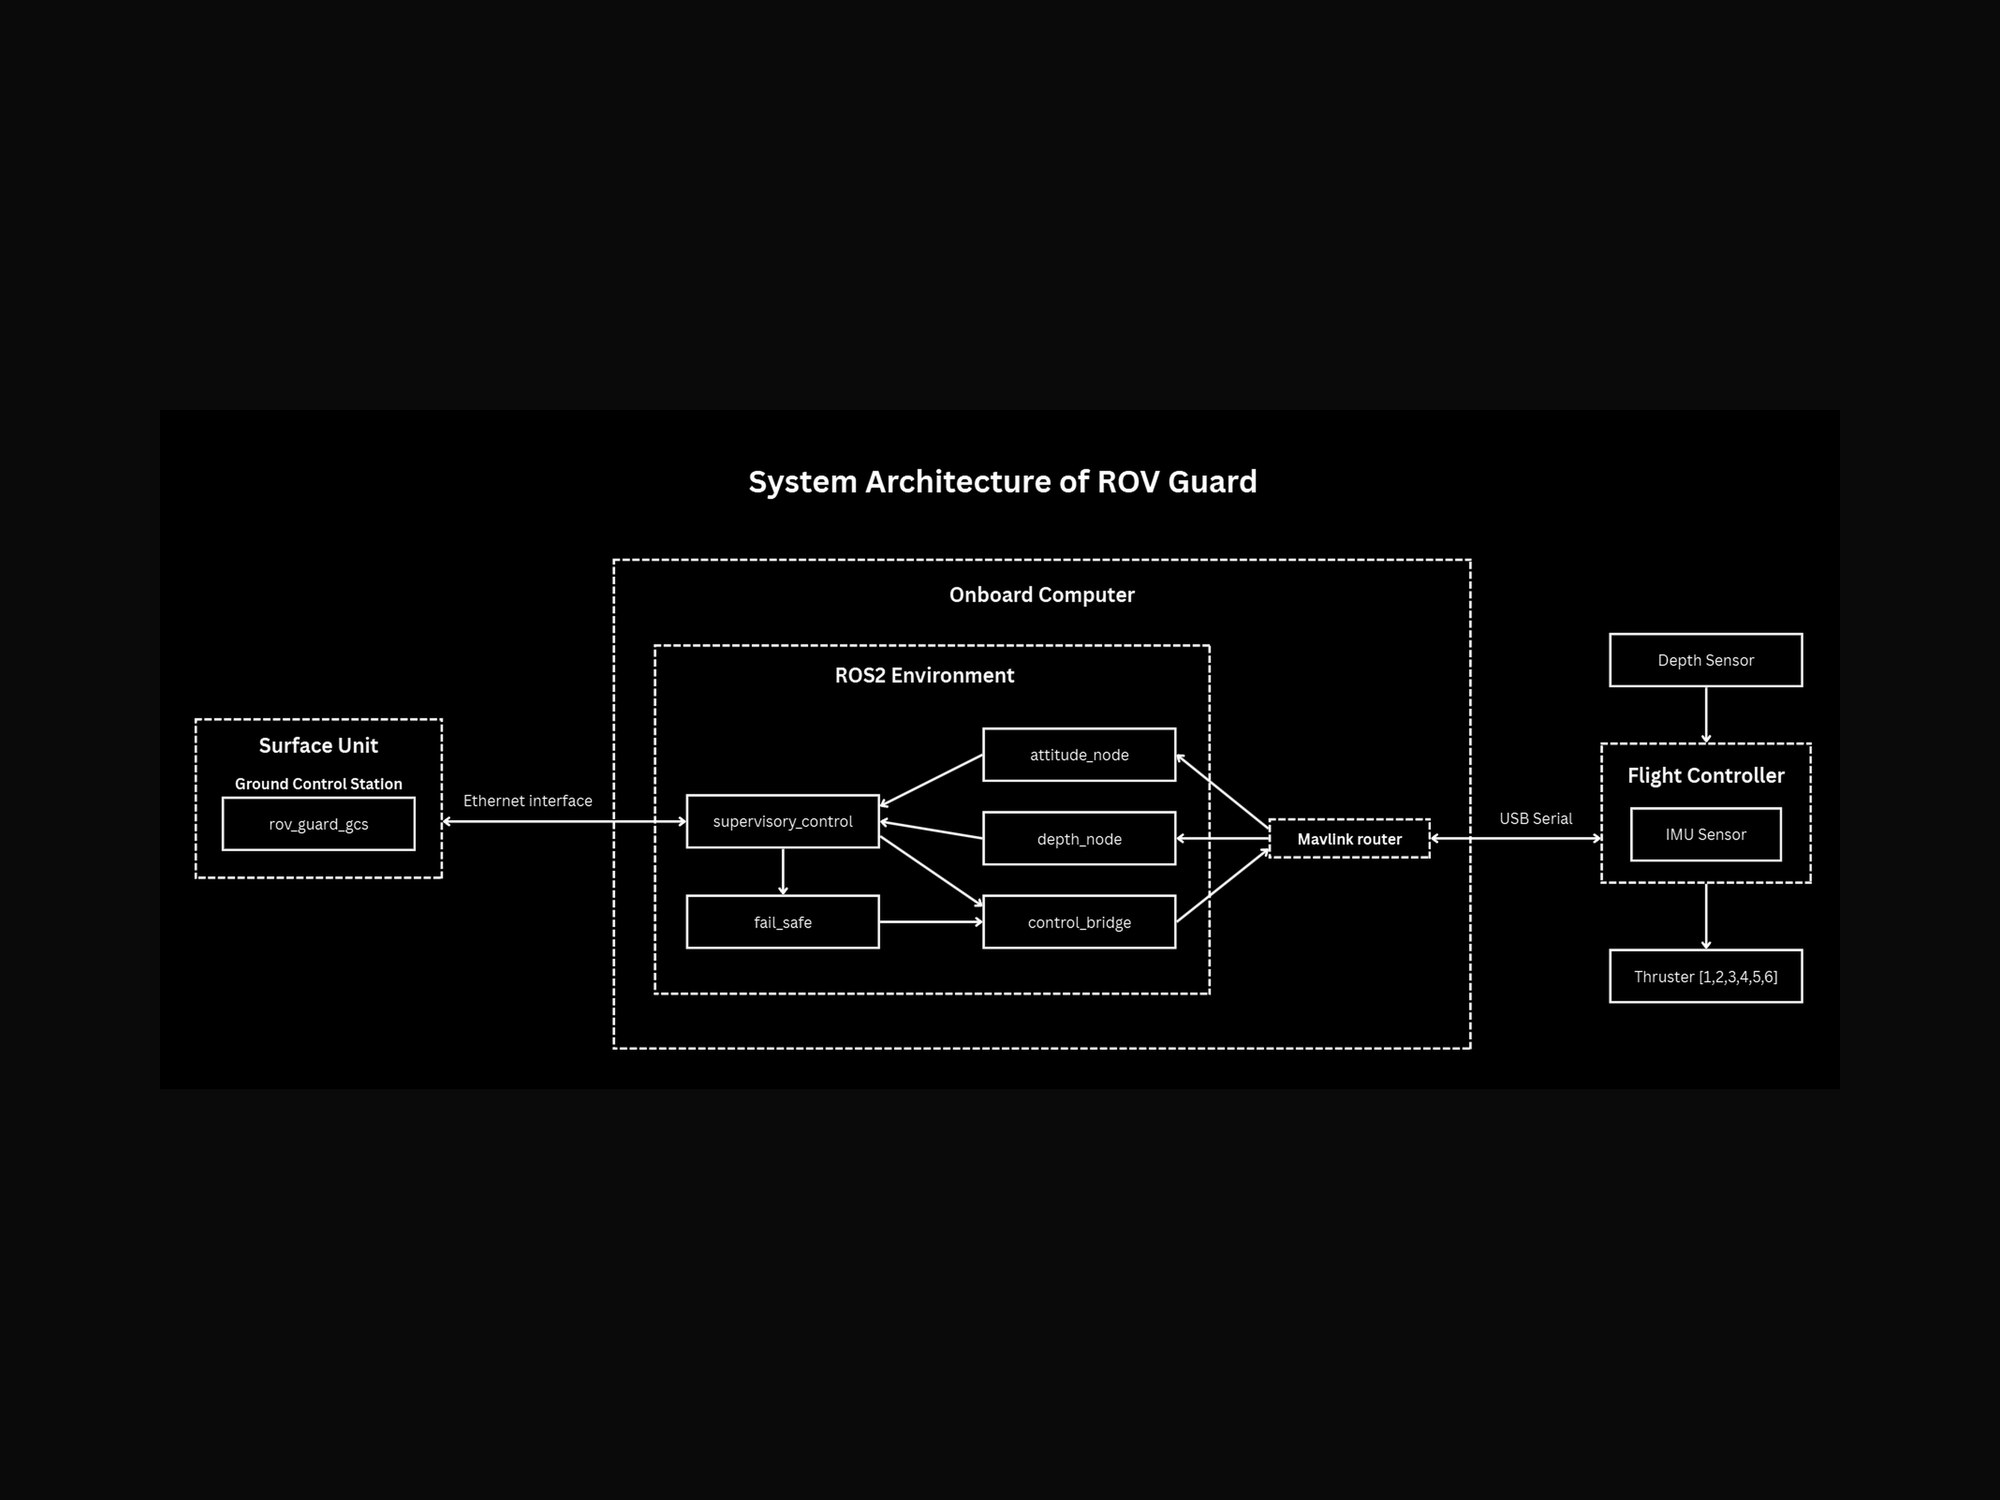 System Architecture of ROV Guard
Onboard Computer
ROS2 Environment
Surface Unit
Ground Control Station
rov_guard_gcs
Ethernet interface
supervisory_control
fail_safe
attitude_node
depth_node
control_bridge
Mavlink router
USB Serial
Depth Sensor
Flight Controller
IMU Sensor
Thruster [1,2,3,4,5,6]